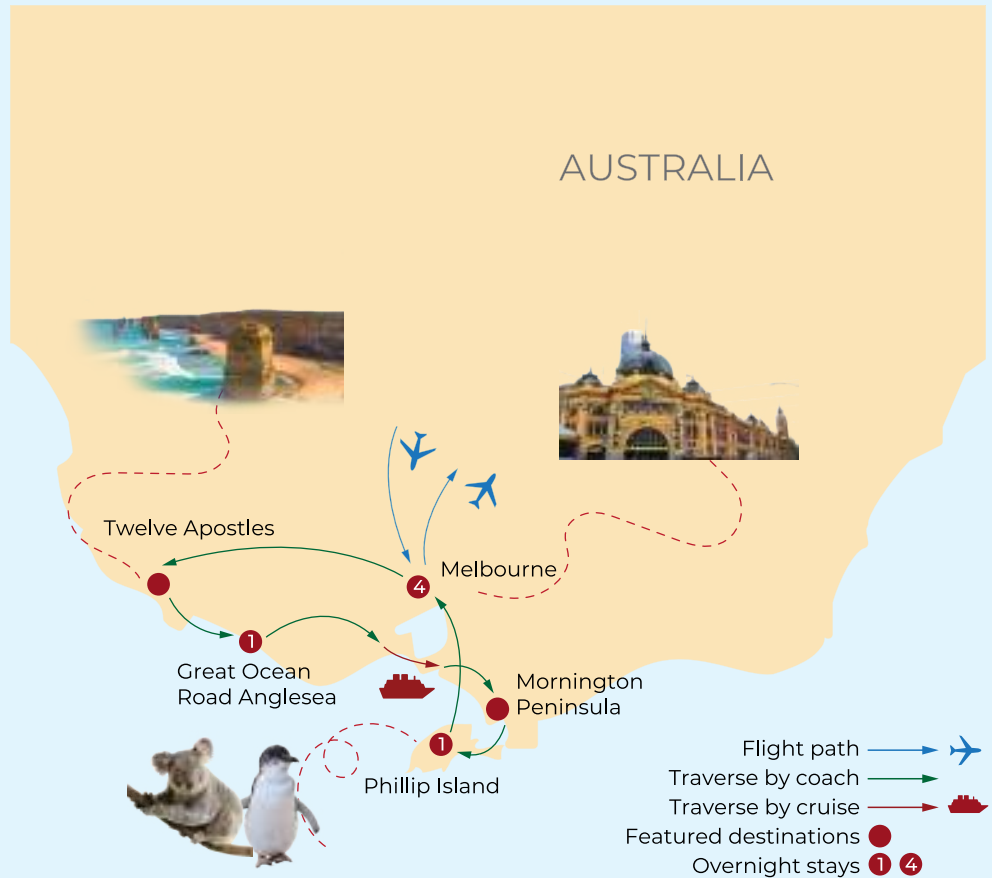 AUSTRALIA
Twelve Apostles
Melbourne
4
1
Great Ocean
Road Anglesea
Mornington
Peninsula
1
Phillip Island
Flight path
Traverse by coach
Traverse by cruise
Featured destinations
Overnight stays 1 4